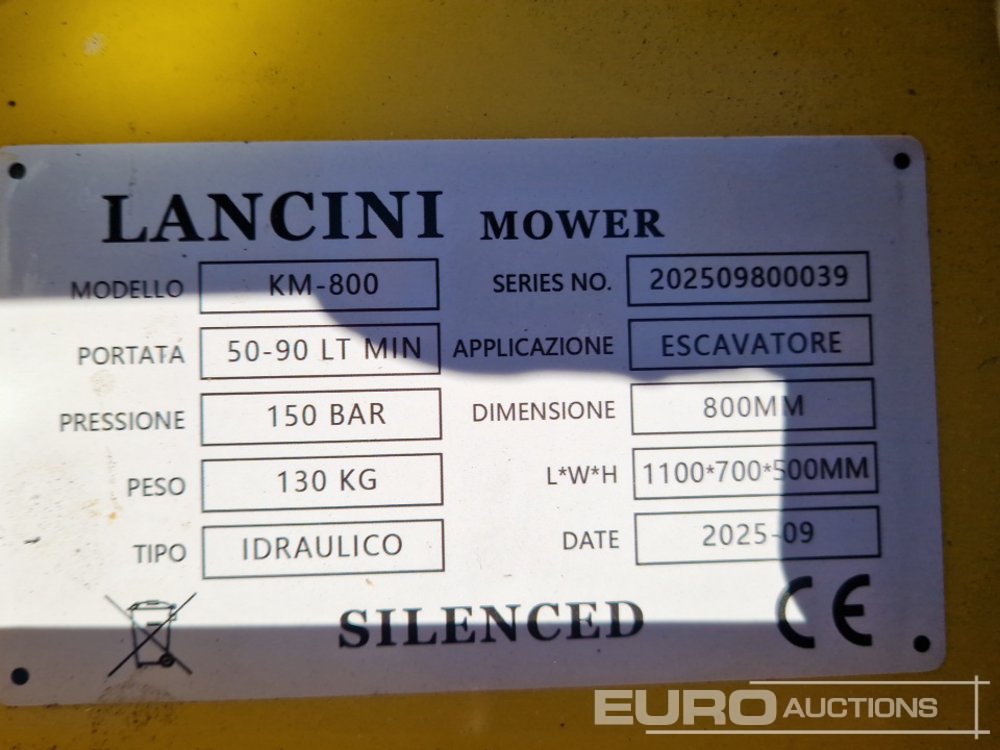 LANCINI MOWER
MODELLO KM-800 SERIES NO. 202509800039
PORTATA 50-90 LT MIN APPLICAZIONE ESCAVATORE
PRESSIONE 150 BAR DIMENSIONE 800MM
PESO 130 KG L*W*H 1100*700*500MM
TIPO IDRAULICO DATE 2025-09
SILENCED CE
EURO AUCTIONS